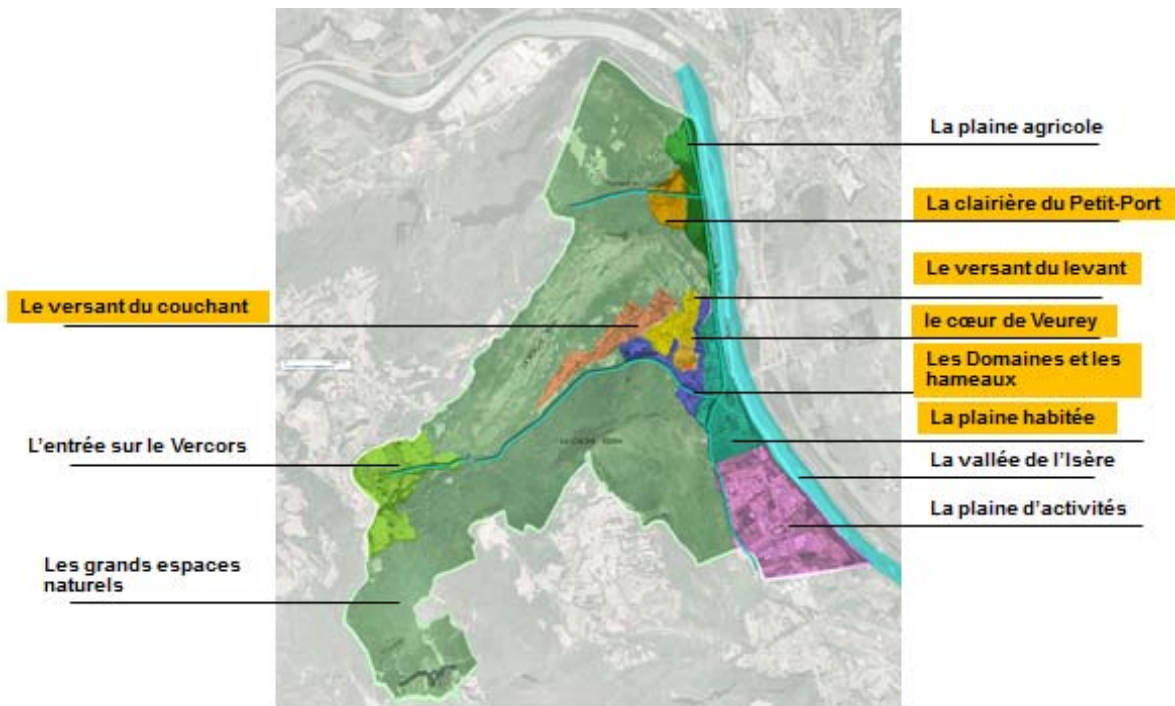 La plaine agricole
La clairière du Petit-Port
Le versant du levant
Le versant du couchant
le cœur de Veurey
Les Domaines et les
hameaux
La plaine habitée
L'entrée sur le Vercors
La vallée de l'Isère
La plaine d'activités
Les grands espaces
naturels